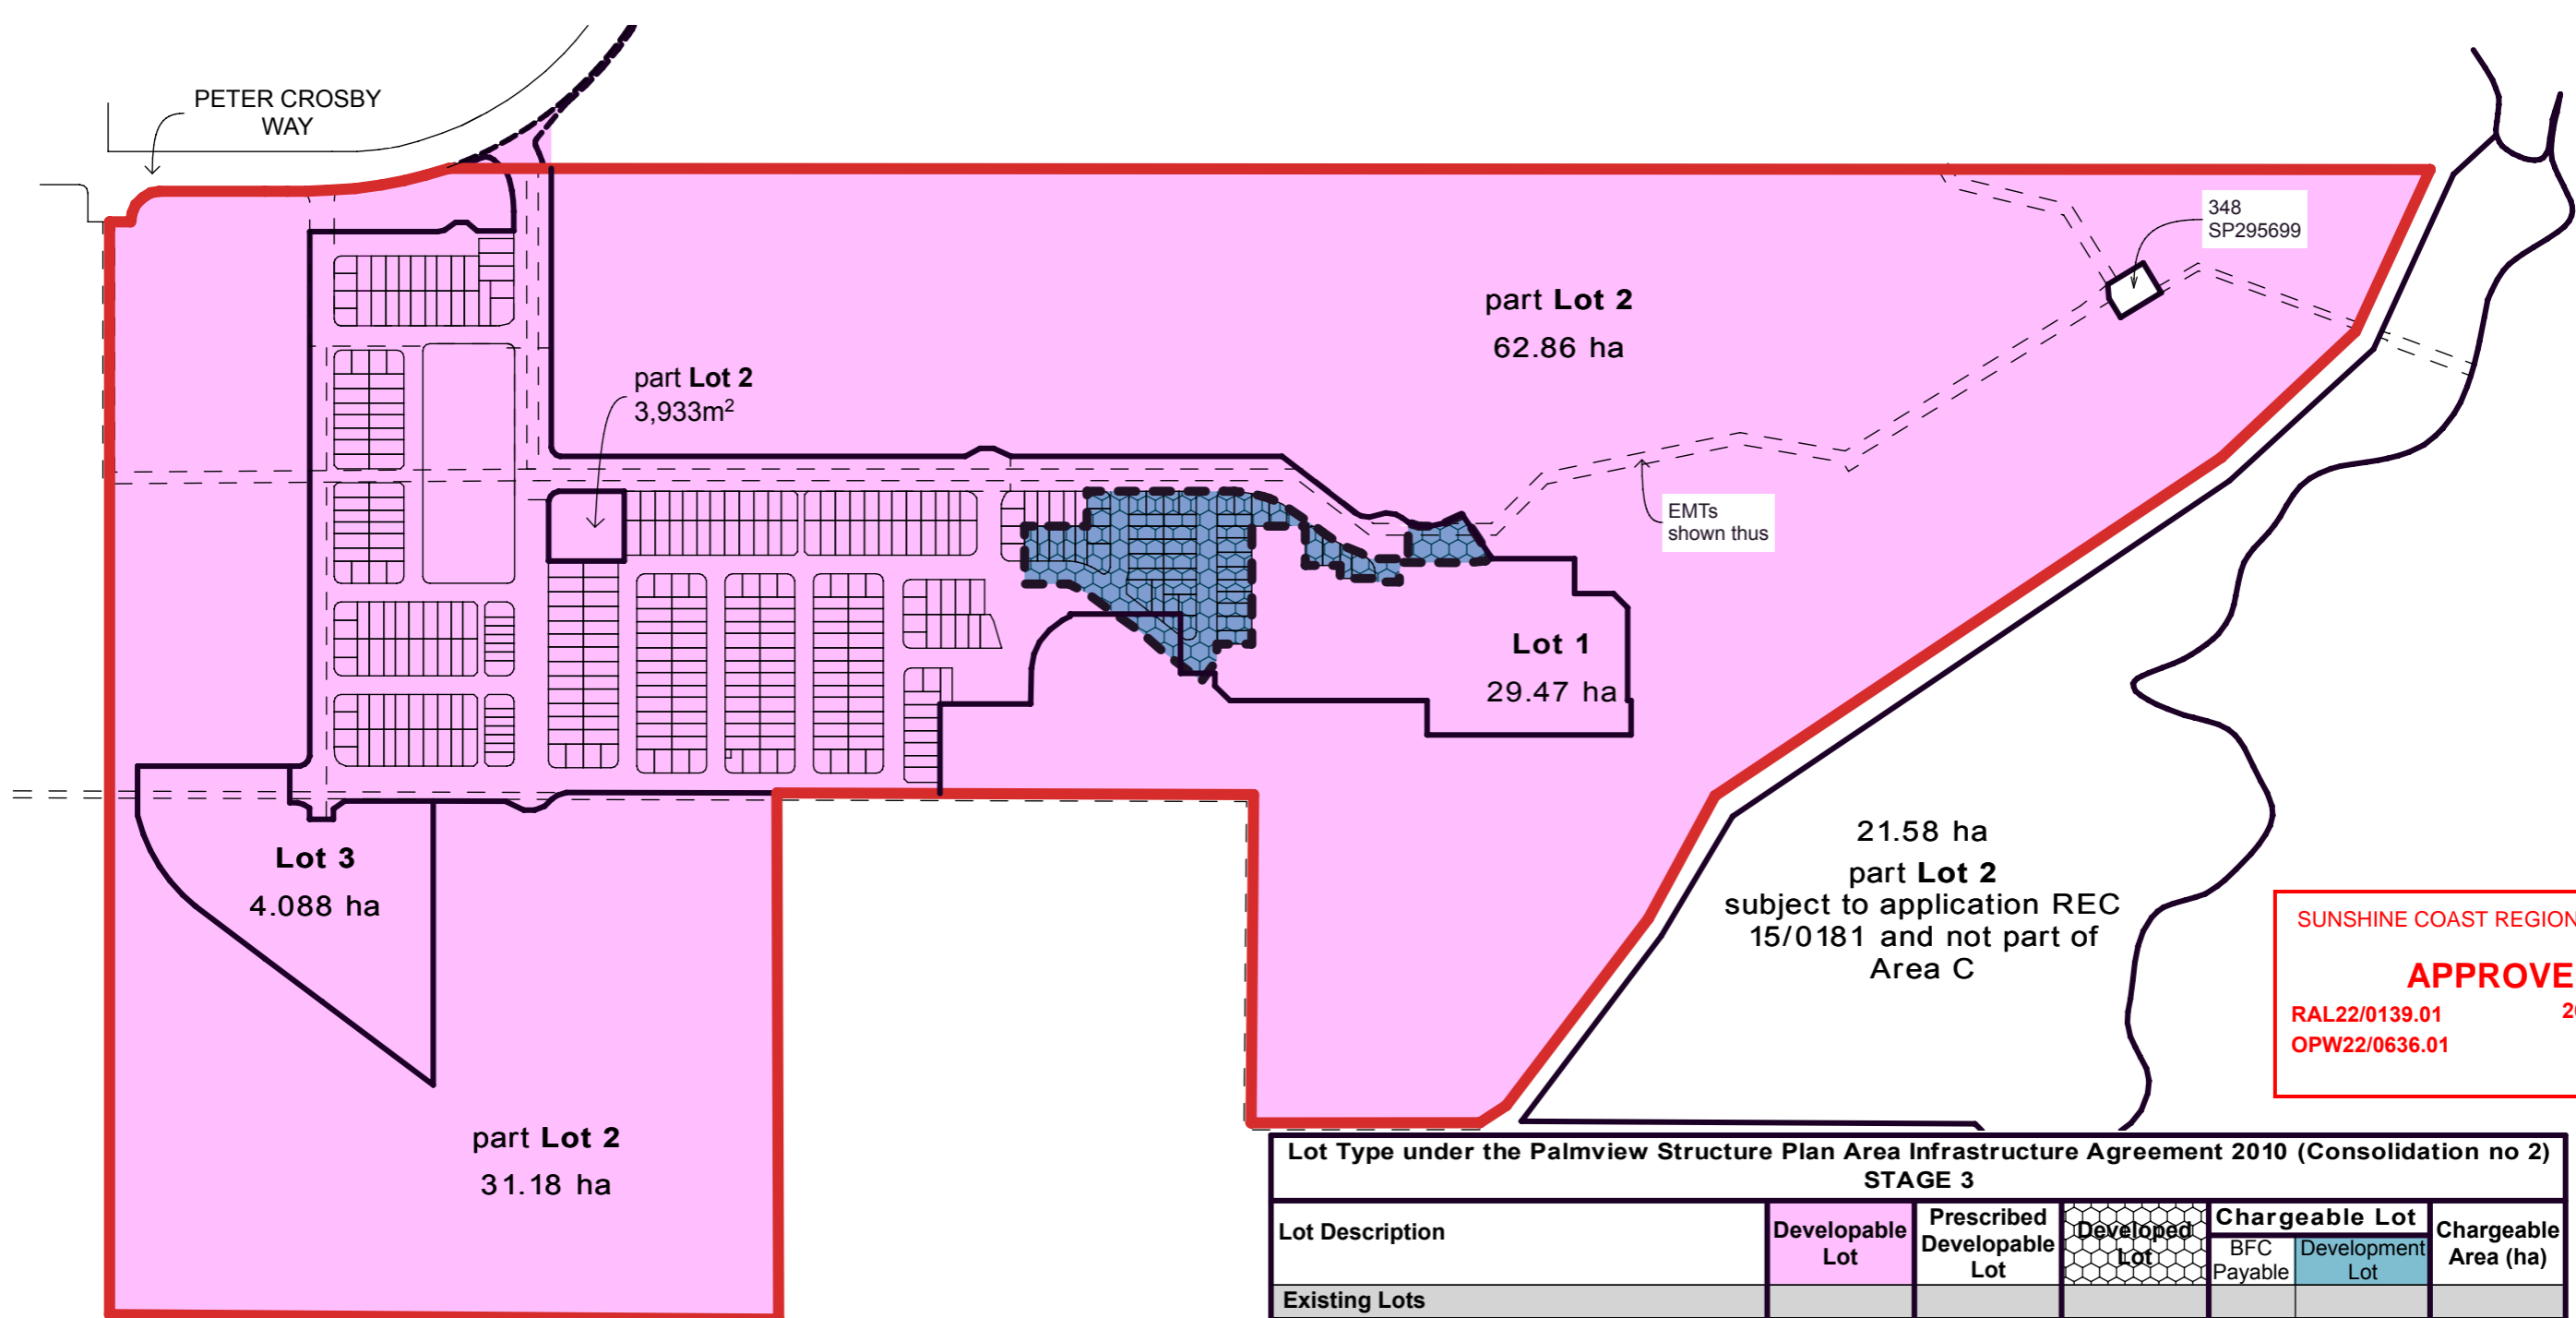 PETER CROSBY
WAY
348
SP295699
part Lot 2
62.86 ha
part Lot 2
3,933m²
EMTs
shown thus
Lot 1
29.47 ha
Lot 3
4.088 ha
21.58 ha
part Lot 2
subject to application REC
15/0181 and not part of
Area C
SUNSHINE COAST REGION
APPROVE
RAL22/0139.01
OPW22/0636.01
part Lot 2
31.18 ha
Lot Type under the Palmview Structure Plan Area Infrastructure Agreement 2010 (Consolidation no 2)
STAGE 3
Lot Description
Developable
Lot
Prescribed
Developable
Lot
Developed
Lot
Chargeable Lot
BFC
Payable
Development
Lot
Chargeable
Area (ha)
Existing Lots